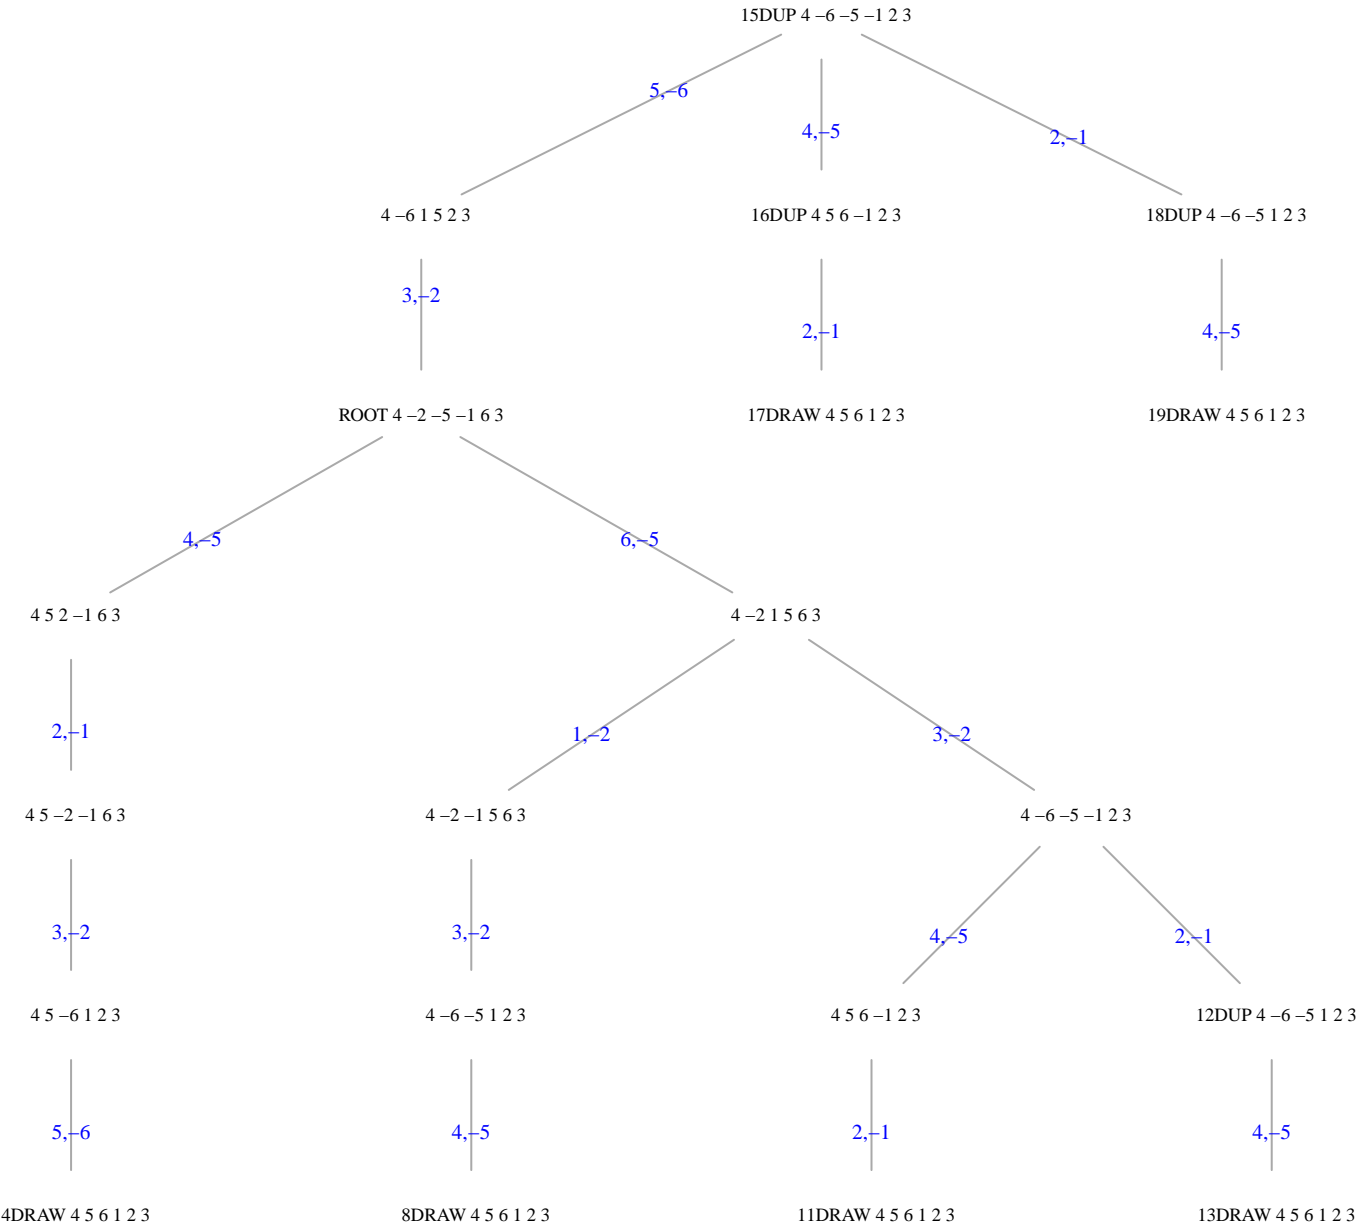 15DUP 4 –6 –5 –1 2 3
5,–6
4,–5
2,–1
4 –6 1 5 2 3
16DUP 4 5 6 –1 2 3
18DUP 4 –6 –5 1 2 3
3,–2
2,–1
4,–5
ROOT 4 –2 –5 –1 6 3
17DRAW 4 5 6 1 2 3
19DRAW 4 5 6 1 2 3
4,–5
6,–5
4 5 2 –1 6 3
4 –2 1 5 6 3
2,–1
1,–2
3,–2
4 5 –2 –1 6 3
4 –2 –1 5 6 3
4 –6 –5 –1 2 3
3,–2
3,–2
4,–5
2,–1
4 5 –6 1 2 3
4 –6 –5 1 2 3
4 5 6 –1 2 3
12DUP 4 –6 –5 1 2 3
5,–6
4,–5
2,–1
4,–5
4DRAW 4 5 6 1 2 3
8DRAW 4 5 6 1 2 3
11DRAW 4 5 6 1 2 3
13DRAW 4 5 6 1 2 3